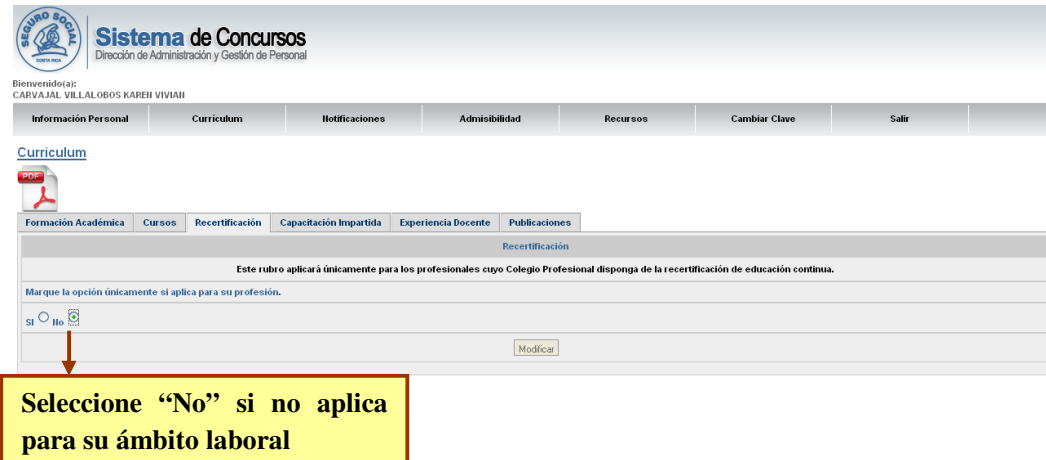 SEGURO SOCIAL
COSTA RICA
Sistema de Concursos
Dirección de Administración y Gestión de Personal
Bienvenido(a):
CARVAJAL VILLALOBOS KAREN VIVIAN
Información Personal Currículum Notificaciones Admisibilidad Recursos Cambiar Clave Salir
Currículum
PDF
Formación Académica Cursos Recertificación Capacitación Impartida Experiencia Docente Publicaciones
Recertificación
Este rubro aplicará únicamente para los profesionales cuyo Colegio Profesional disponga de la recertificación de educación continua.
Marque la opción únicamente si aplica para su profesión.
SI No
Modificar
Seleccione “No” si no aplica
para su ámbito laboral